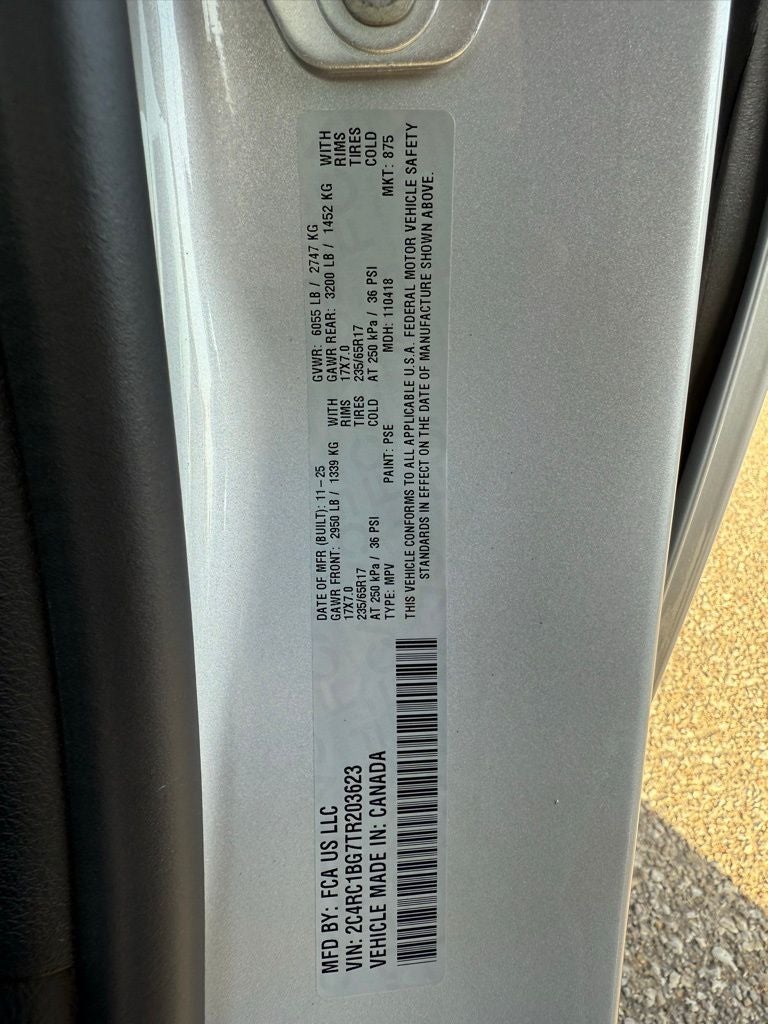 MFD BY: FCA US LLC
VIN: 2C4RC1BG7TR203623
VEHICLE MADE IN: CANADA
DATE OF MFR (BUILT): 11-25 GVWR: 6055 LB / 2747 KG
GAWR FRONT: 2950 LB / 1339 KG WITH GAWR REAR: 3200 LB / 1452 KG WITH
17X7.0 RIMS 17X7.0 RIMS
235/65R17 TIRES 235/65R17 TIRES
AT 250 kPa / 36 PSI COLD AT 250 kPa / 36 PSI COLD
TYPE: MPV PAINT: PSE MDH: 110418 MKT: 875
THIS VEHICLE CONFORMS TO ALL APPLICABLE U.S.A. FEDERAL MOTOR VEHICLE SAFETY
STANDARDS IN EFFECT ON THE DATE OF MANUFACTURE SHOWN ABOVE.